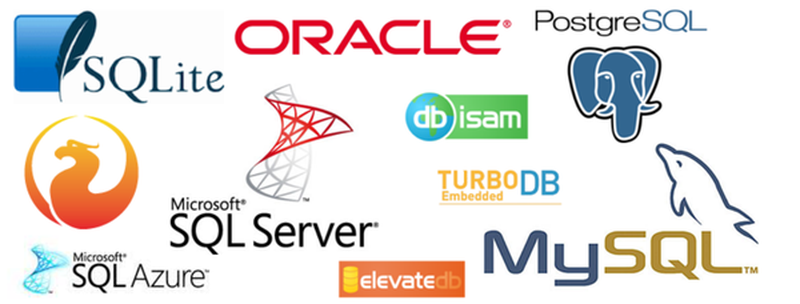 SQLite
ORACLE®
PostgreSQL
db isam
TURBODB
Embedded
Microsoft®
SQL Server®
Microsoft®
SQL Azure™
elevatedb
MySQL™